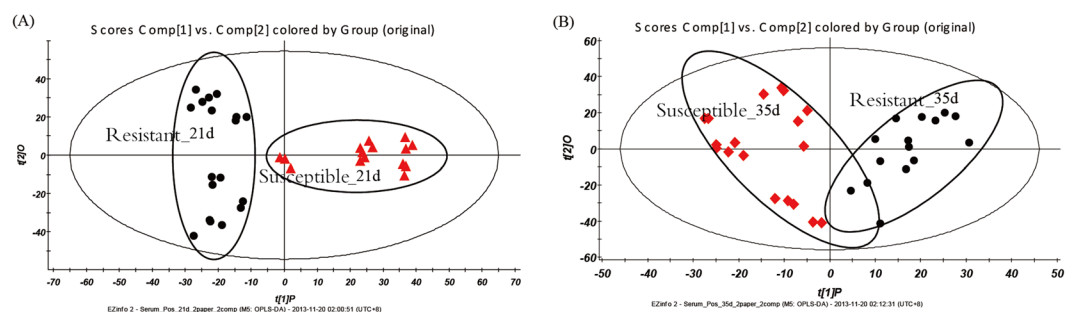 (A)
Scores Comp[1] vs. Comp[2] colored by Group (original)
t[2]O
40
20
0
-20
-40
Resistant_21d
Susceptible_21d
-70 -60 -50 -40 -30 -20 -10 0 10 20 30 40 50 60 70
t[1]P
EZinfo 2 - Serum_Pos_21d_2paper_2comp (M5: OPLS-DA) - 2013-11-20 02:00:51 (UTC+8)
(B)
Scores Comp[1] vs. Comp[2] colored by Group (original)
t[2]O
60
40
20
0
-20
-40
-60
Susceptible_35d
Resistant_35d
-50 -40 -30 -20 -10 0 10 20 30 40 50
t[1]P
EZinfo 2 - Serum_Pos_35d_2paper_2comp (M5: OPLS-DA) - 2013-11-20 02:12:31 (UTC+8)